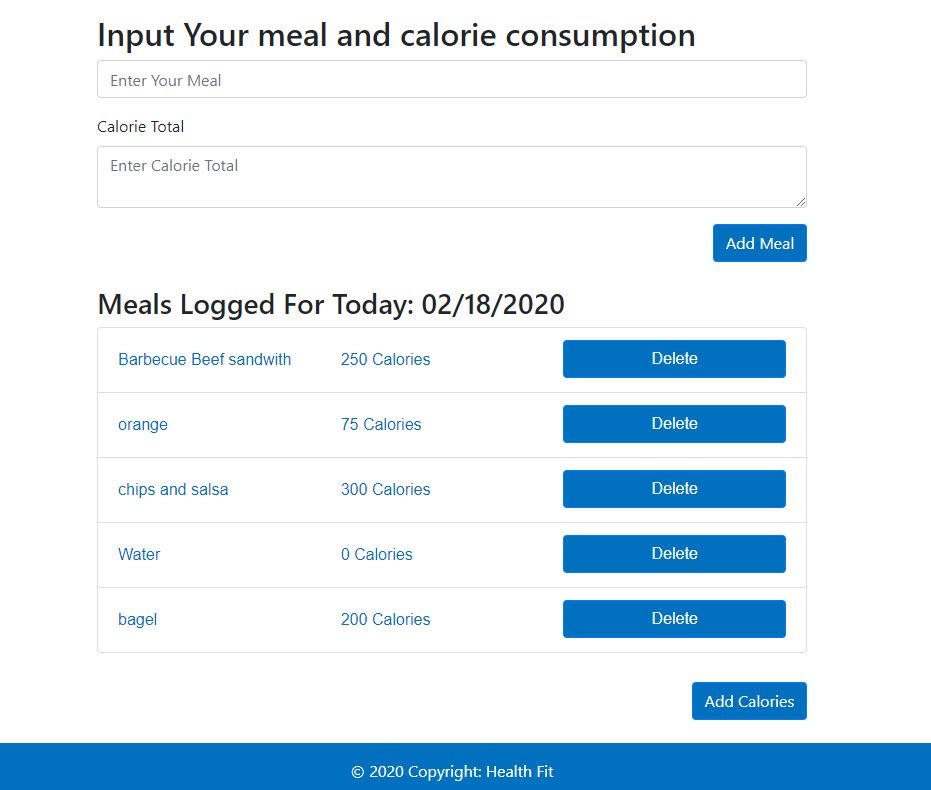 Input Your meal and calorie consumption
Enter Your Meal
Calorie Total
Enter Calorie Total
Add Meal
Meals Logged For Today: 02/18/2020
Barbecue Beef sandwith 250 Calories Delete
orange 75 Calories Delete
chips and salsa 300 Calories Delete
Water 0 Calories Delete
bagel 200 Calories Delete
Add Calories
© 2020 Copyright: Health Fit